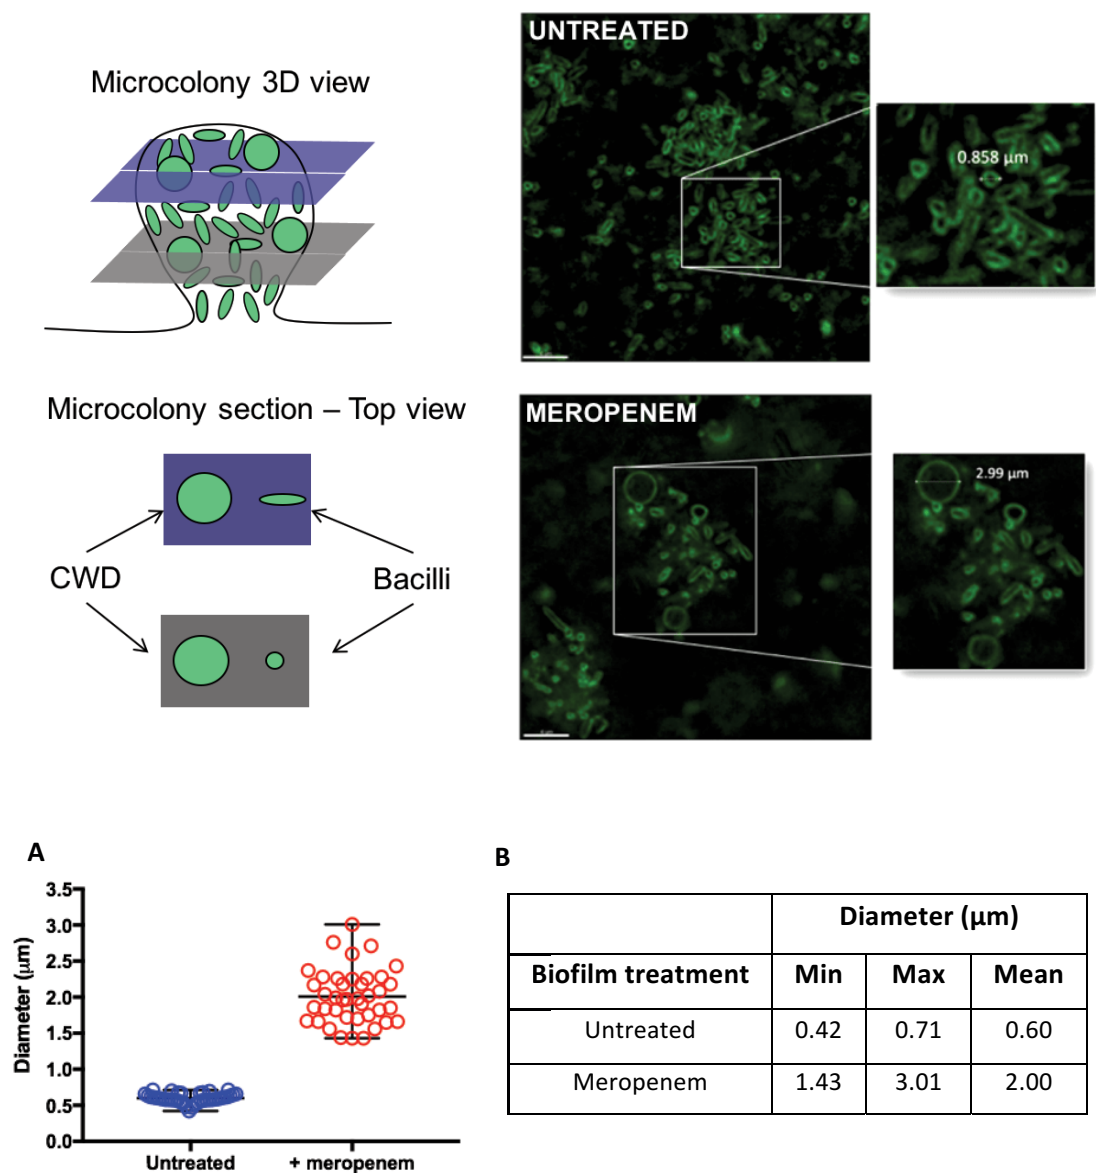 Microcolony 3D view
UNTREATED
0.858 µm
Microcolony section – Top view
CWD
Bacilli
MEROPENEM
2.99 µm
A
3.5
3.0
2.5
2.0
1.5
1.0
0.5
0.0
Diameter (µm)
Untreated
+ meropenem
B
Diameter (µm)
Biofilm treatment Min Max Mean
Untreated 0.42 0.71 0.60
Meropenem 1.43 3.01 2.00